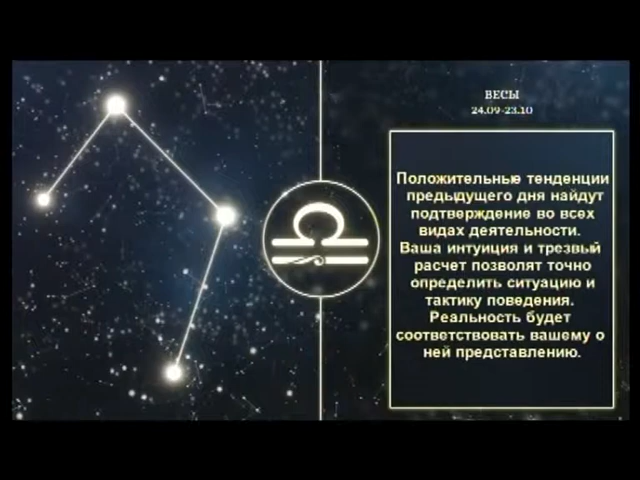 ВЕСЫ
24.09-23.10
Положительные тенденции
предыдущего дня найдут
подтверждение во всех
видах деятельности.
Ваша интуиция и трезвый
расчет позволят точно
определить ситуацию и
тактику поведения.
Реальность будет
соответствовать вашему о
ней представлению.